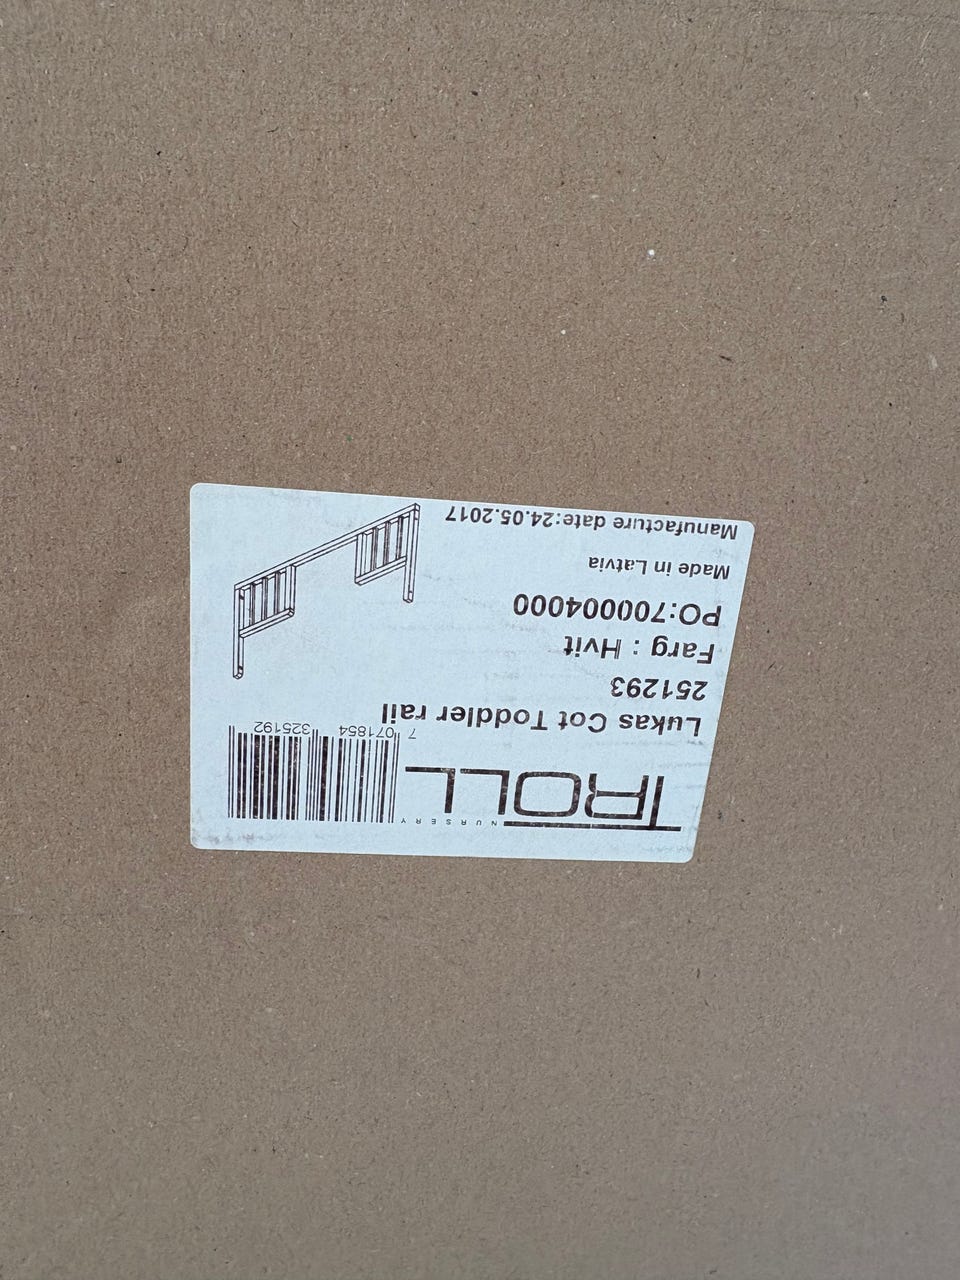 TROLL
NURSERY
7 071854 325192
Lukas Cot Toddler rail
251293
Farg : Hvit
PO:700004000
Made in Latvia
Manufacture date:24.05.2017